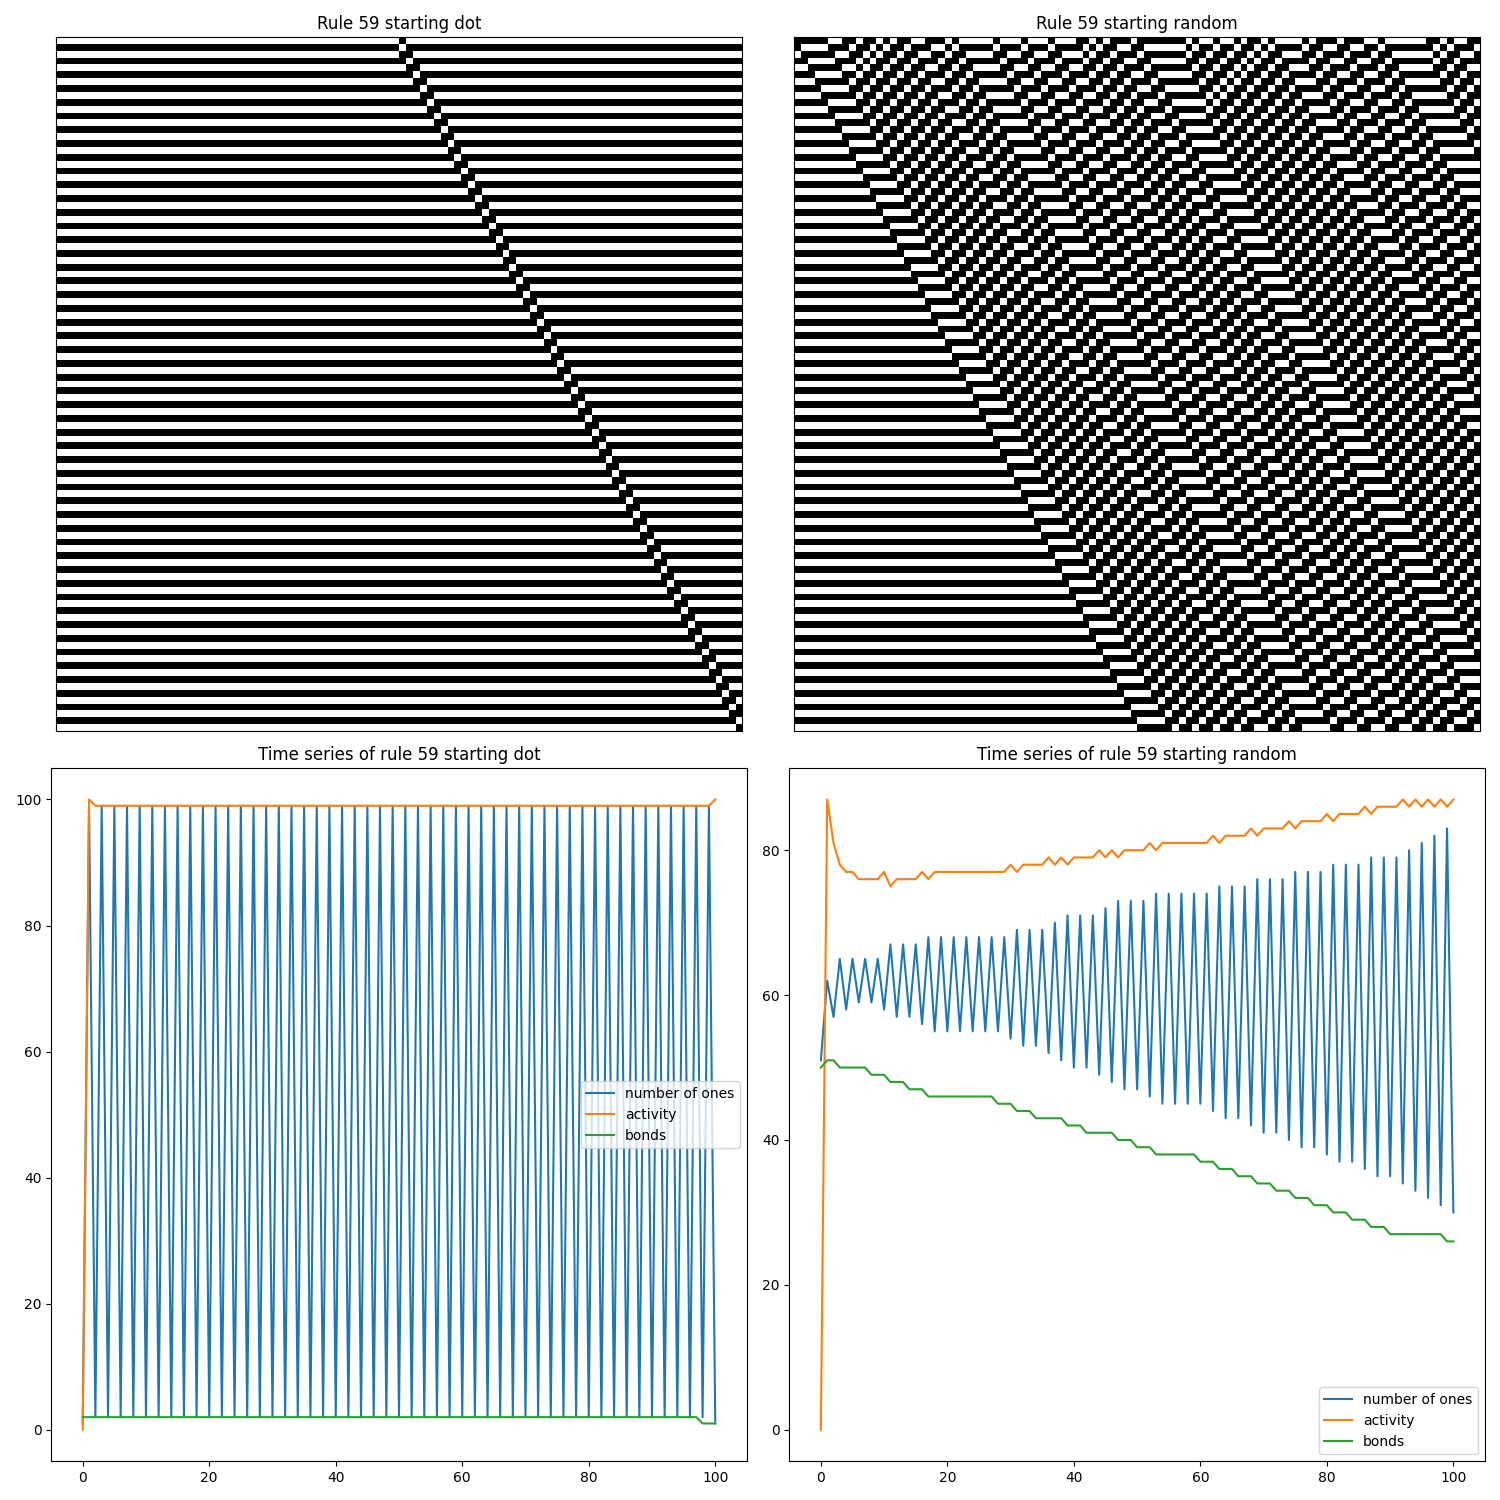 Rule 59 starting dot
Rule 59 starting random
Time series of rule 59 starting dot
100
80
60
40
20
0
0
20
40
60
80
100
number of ones
activity
bonds
Time series of rule 59 starting random
80
60
40
20
0
0
20
40
60
80
100
number of ones
activity
bonds